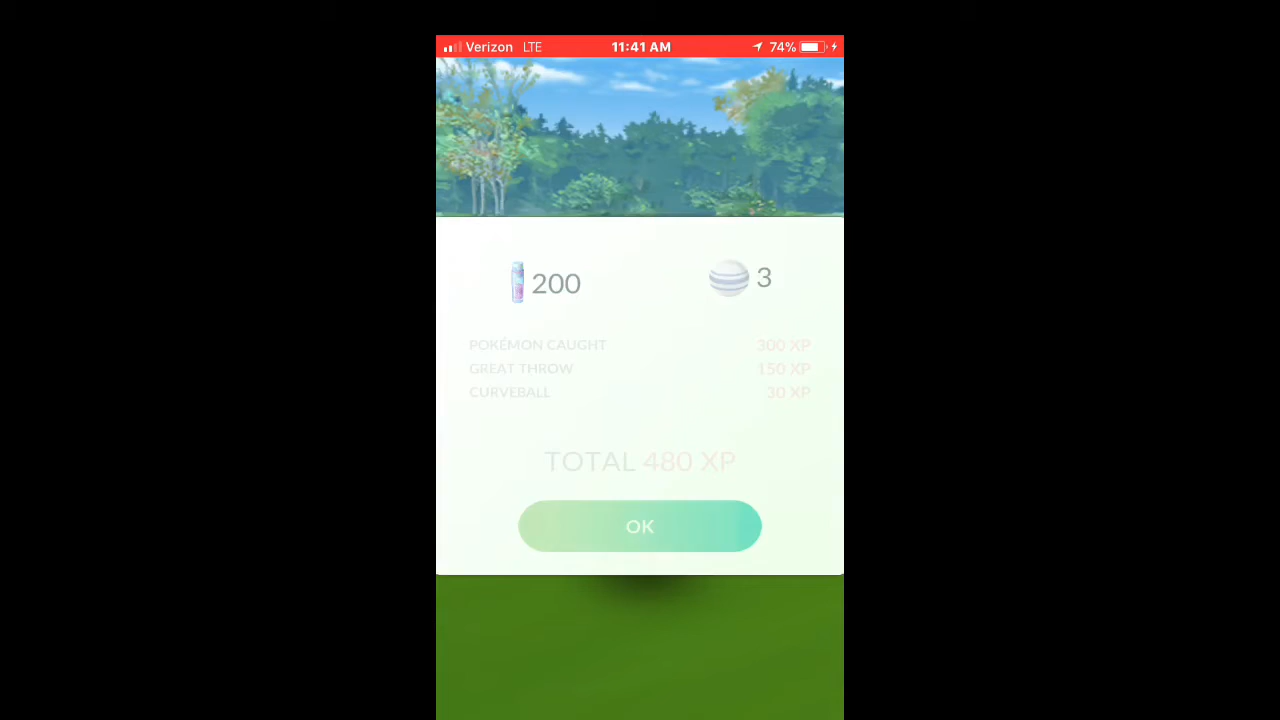 Verizon LTE 11:41 AM 74%
200 3
POKÉMON CAUGHT 300 XP
GREAT THROW 150 XP
CURVEBALL 30 XP
TOTAL 480 XP
OK